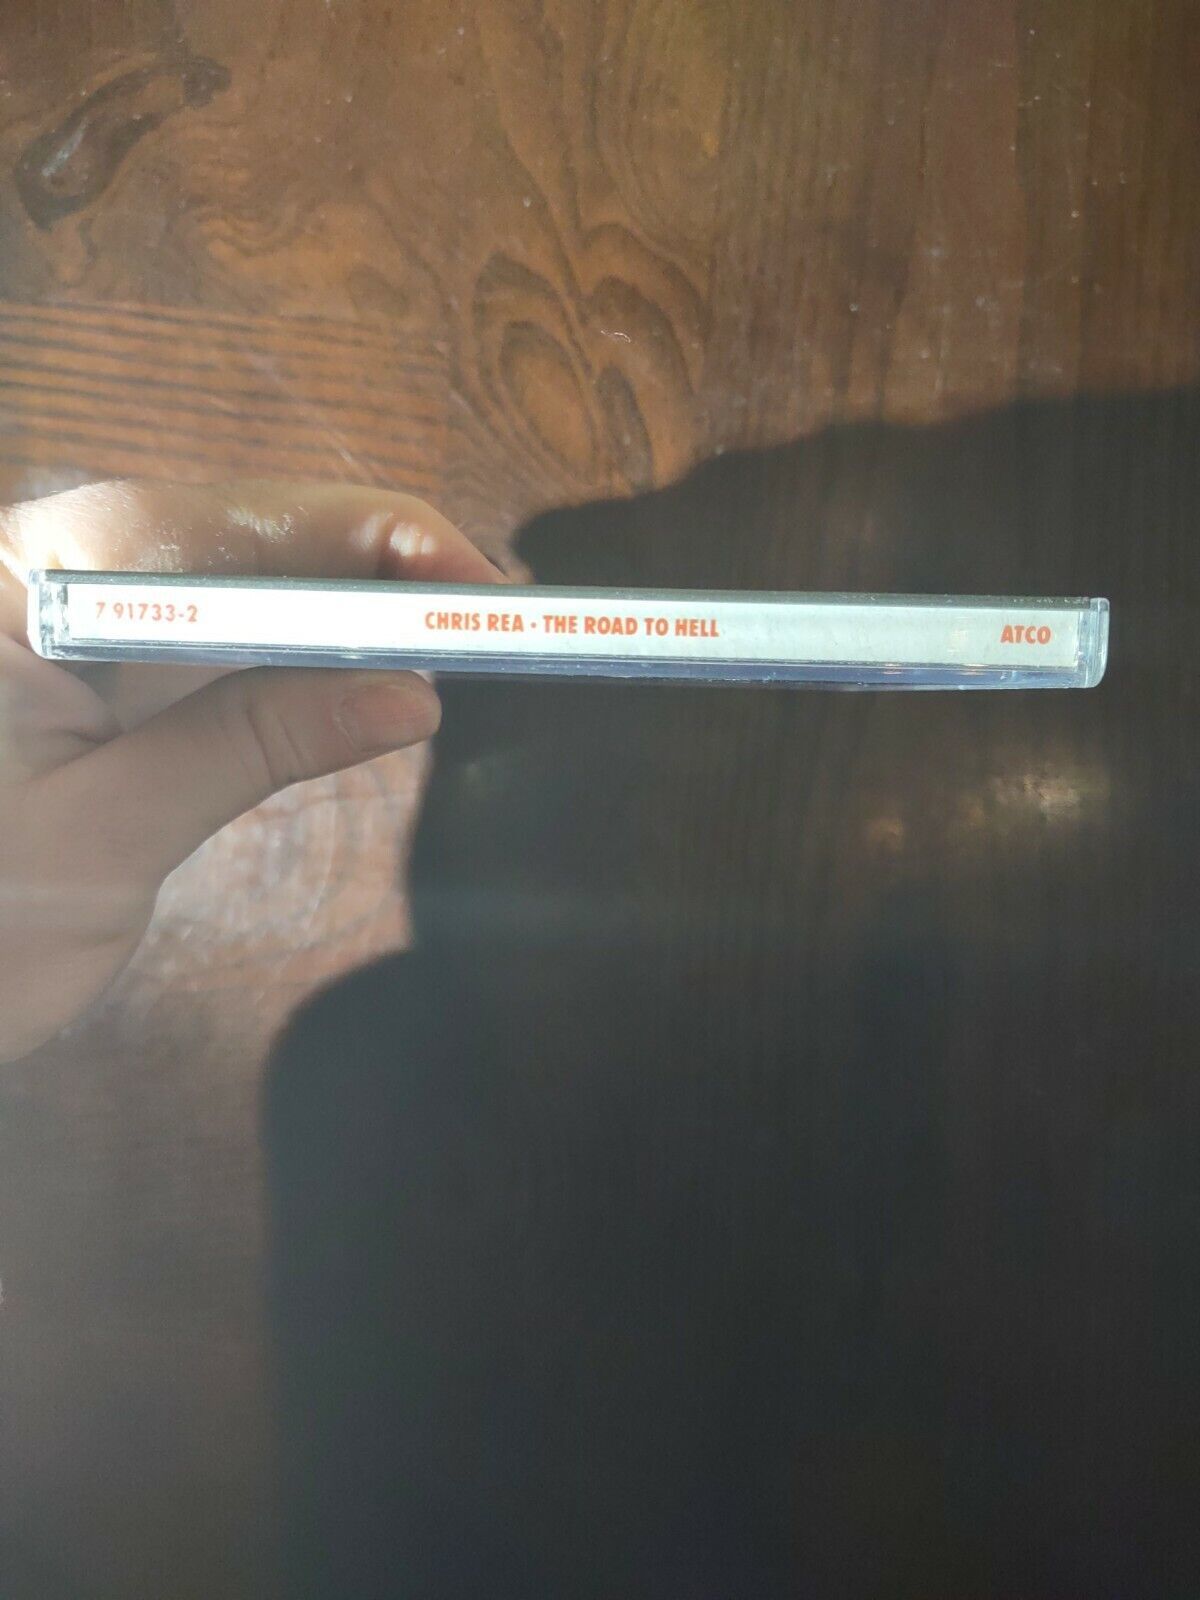 7 91733-2 CHRIS REA • THE ROAD TO HELL ATCO